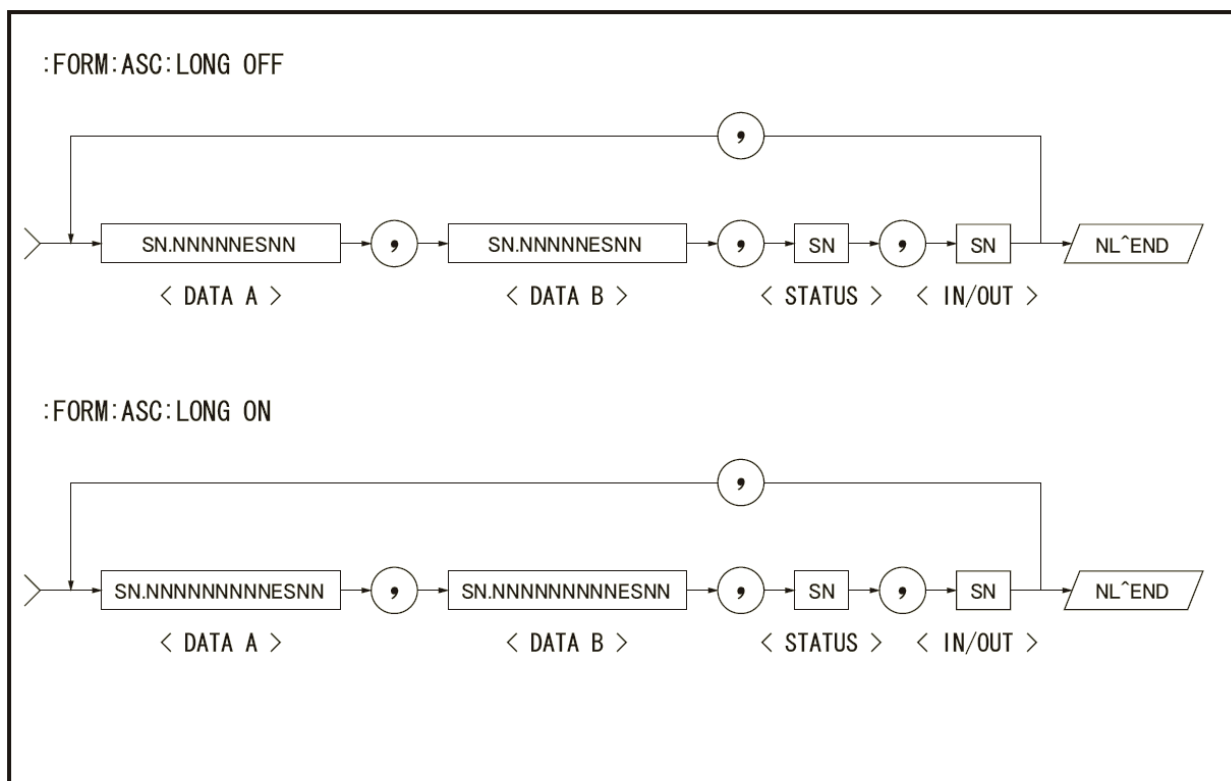 :FORM:ASC:LONG OFF
,
SN.NNNNNESNN , SN.NNNNNESNN , SN , SN NL^END
< DATA A > < DATA B > < STATUS > < IN/OUT >
:FORM:ASC:LONG ON
,
SN.NNNNNNNNNESNN , SN.NNNNNNNNNESNN , SN , SN NL^END
< DATA A > < DATA B > < STATUS > < IN/OUT >